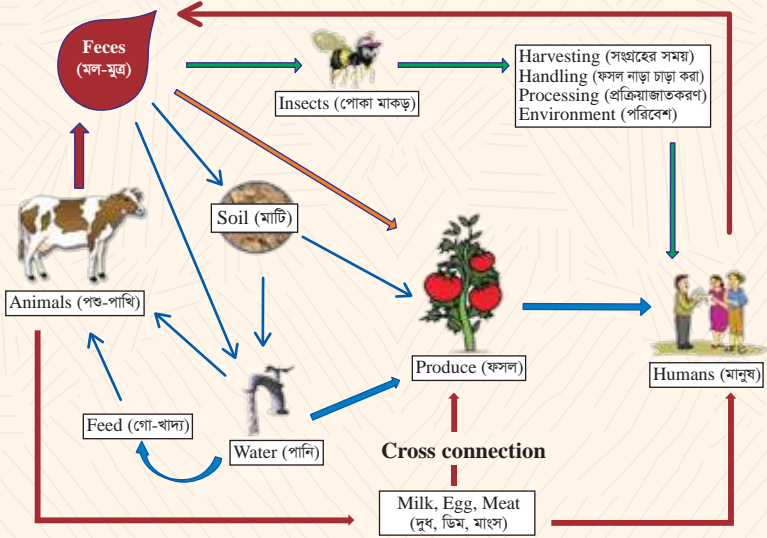 Feces
(মল-মুত্র)
Insects (পোকা মাকড়)
Harvesting (সংগ্রহের সময়)
Handling (ফসল নাড়া চাড়া করা)
Processing (প্রক্রিয়াজাতকরণ)
Environment (পরিবেশ)
Soil (মাটি)
Animals (পশু-পাখি)
Produce (ফসল)
Humans (মানুষ)
Feed (গো-খাদ্য)
Water (পানি)
Cross connection
Milk, Egg, Meat
(দুধ, ডিম, মাংস)